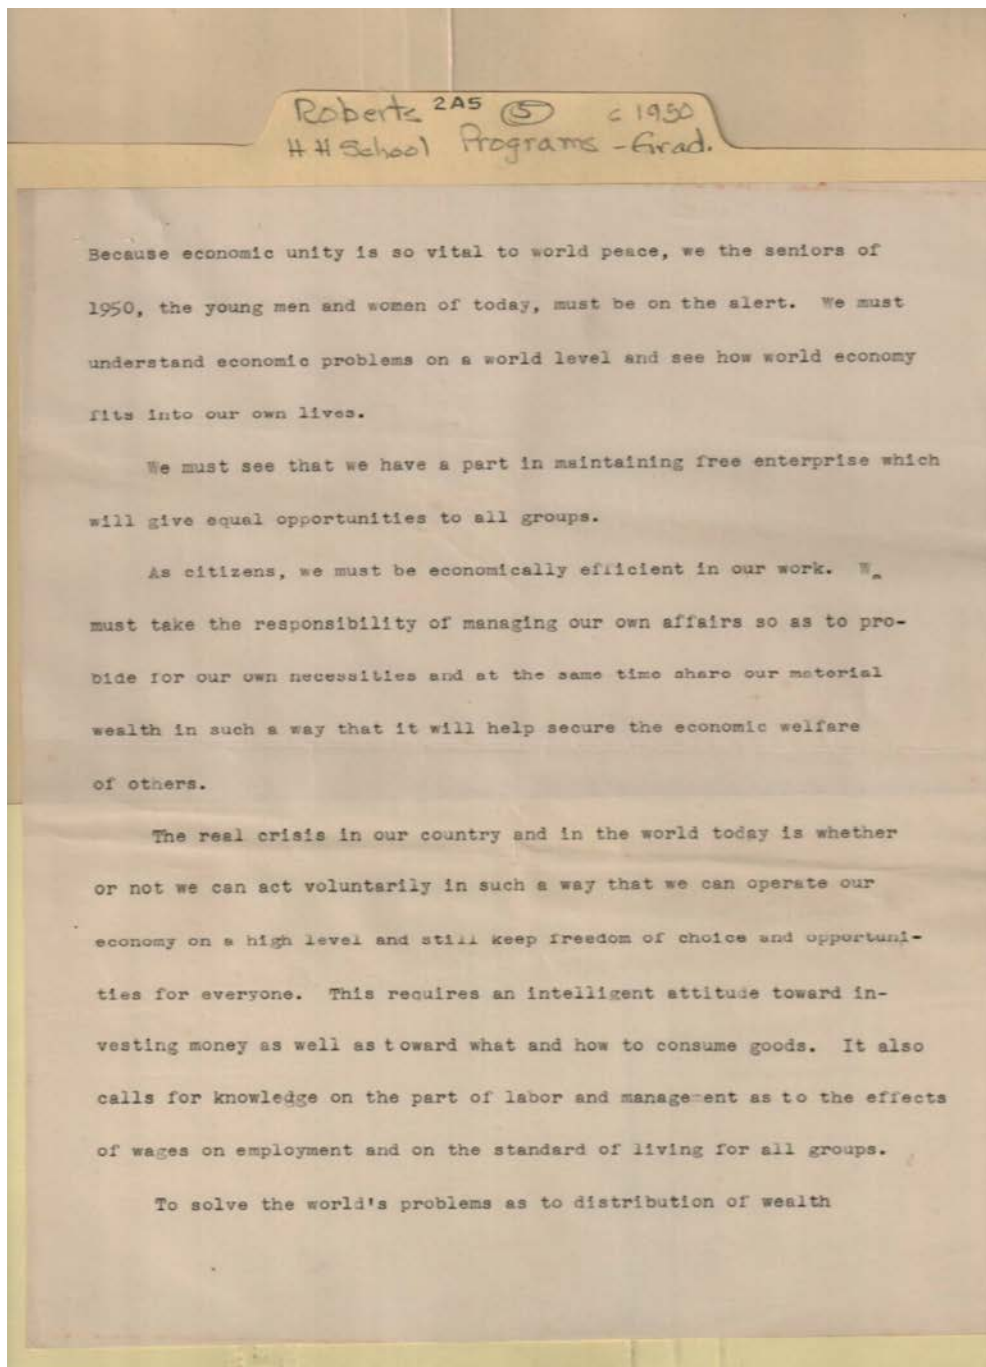 Roberts 2A5 5 c 1950
H H School Programs - Grad.
Because economic unity is so vital to world peace, we the seniors of
1950, the young men and women of today, must be on the alert. We must
understand economic problems on a world level and see how world economy
fits into our own lives.
We must see that we have a part in maintaining free enterprise which
will give equal opportunities to all groups.
As citizens, we must be economically efficient in our work. W
must take the responsibility of managing our own affairs so as to pro-
bide for our own necessities and at the same time share our material
wealth in such a way that it will help secure the economic welfare
of others.
The real crisis in our country and in the world today is whether
or not we can act voluntarily in such a way that we can operate our
economy on a high level and still keep freedom of choice and opportuni-
ties for everyone. This requires an intelligent attitude toward in-
vesting money as well as toward what and how to consume goods. It also
calls for knowledge on the part of labor and management as to the effects
of wages on employment and on the standard of living for all groups.
To solve the world's problems as to distribution of wealth